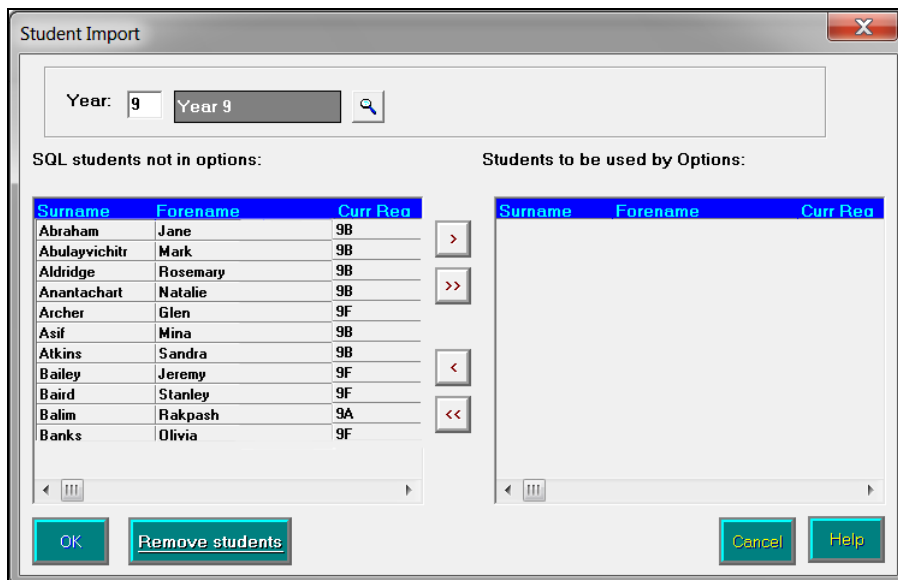 Student Import
X
Year: 9 Year 9
SQL students not in options:
Students to be used by Options:
Surname Forename Curr Reg
Abraham Jane 9B
Abulayvichitr Mark 9B
Aldridge Rosemary 9B
Anantachart Natalie 9B
Archer Glen 9F
Asif Mina 9B
Atkins Sandra 9B
Bailey Jeremy 9F
Baird Stanley 9F
Balim Rakpash 9A
Banks Olivia 9F
>
>>
<
<<
Surname Forename Curr Reg
OK Remove students Cancel Help